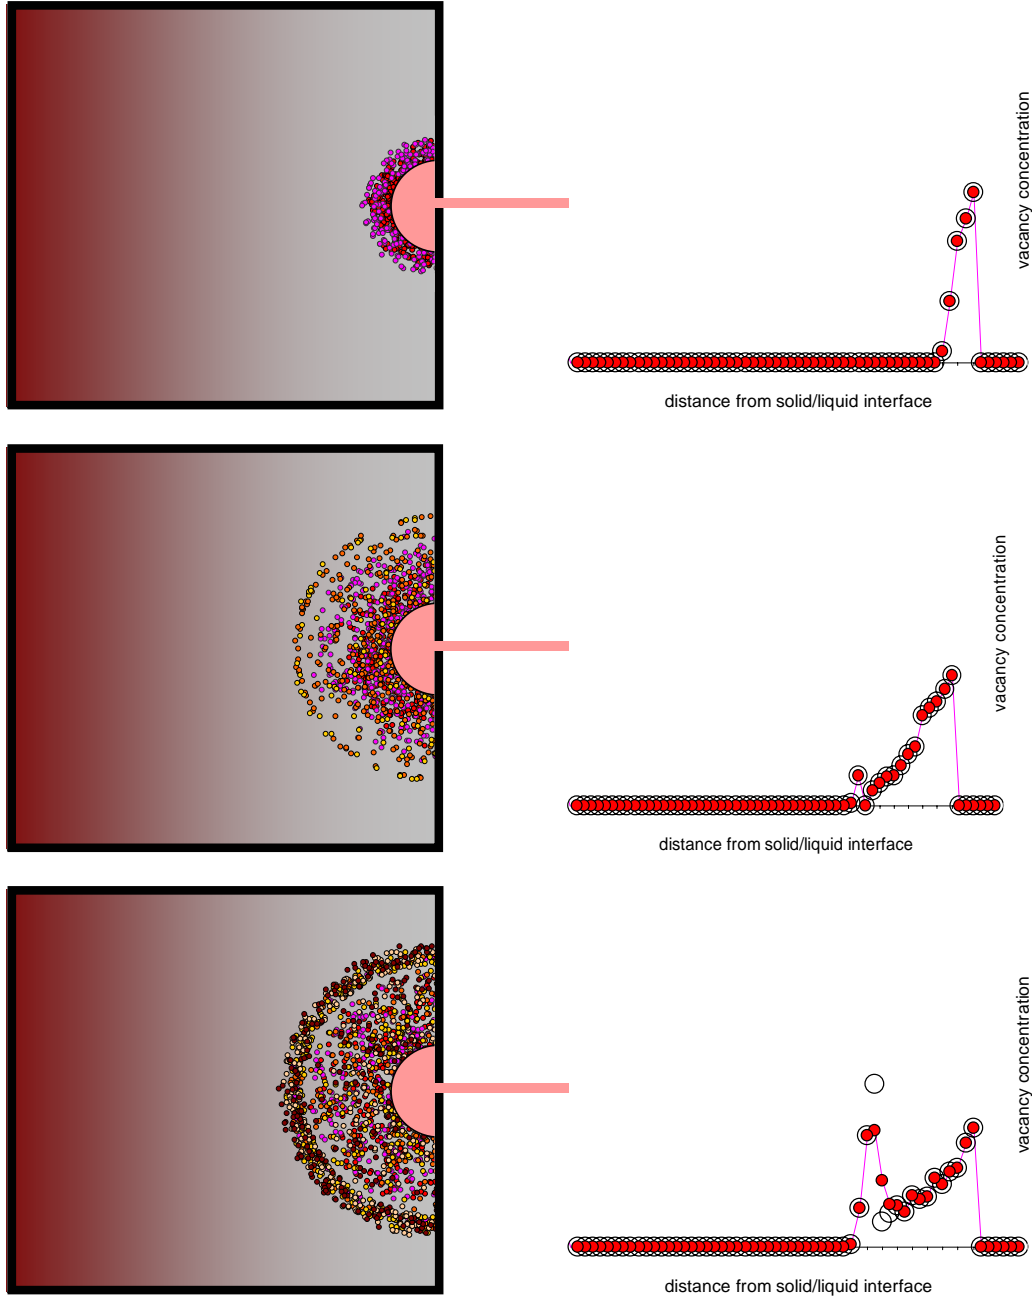 vacancy concentration
distance from solid/liquid interface
vacancy concentration
distance from solid/liquid interface
vacancy concentration
distance from solid/liquid interface